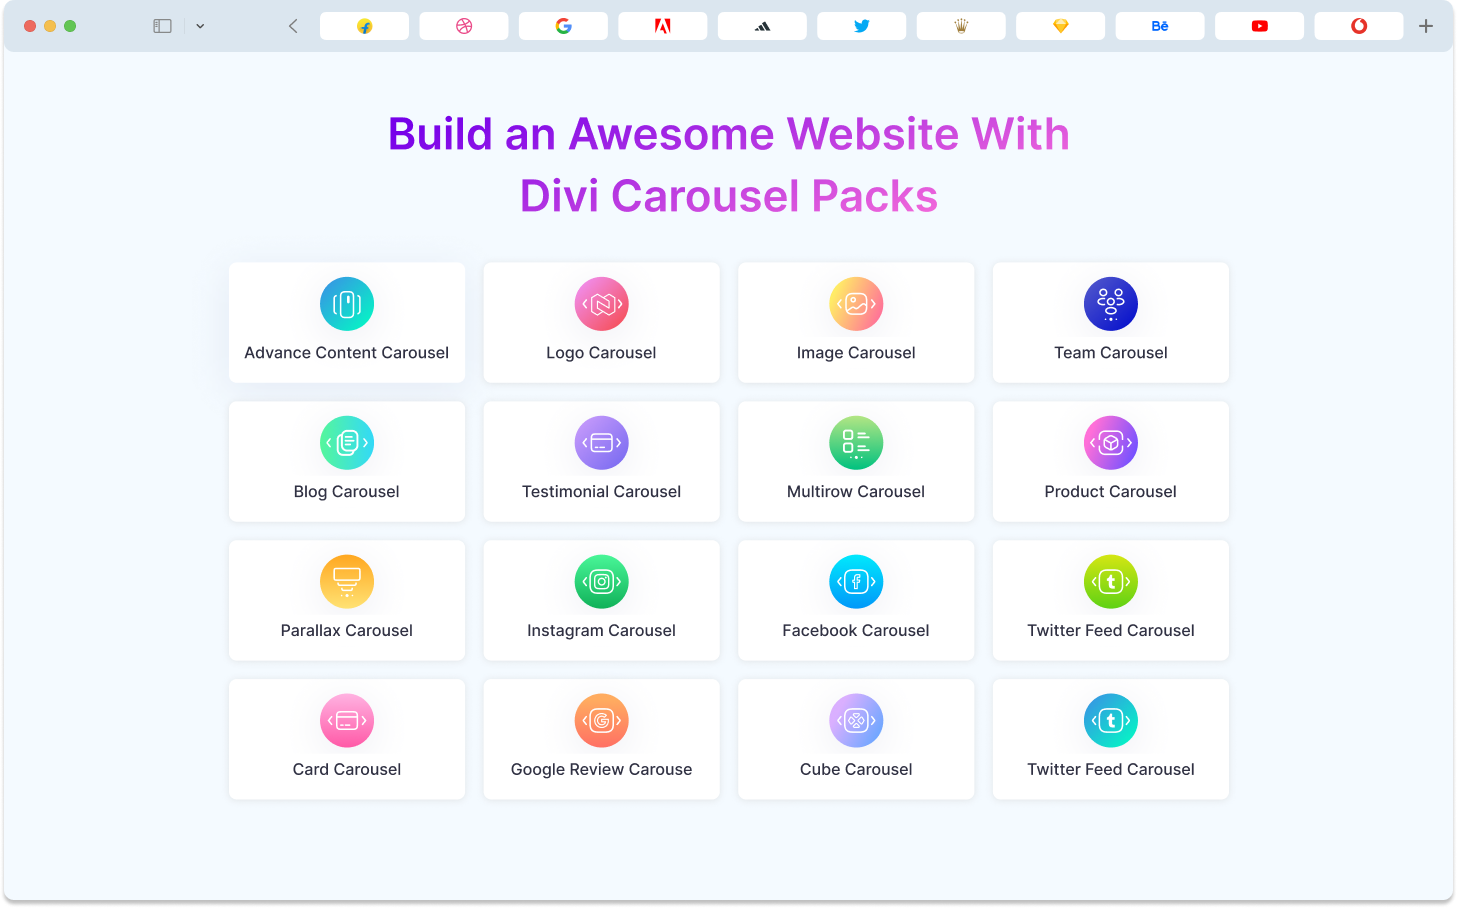 Bē
Build an Awesome Website With
Divi Carousel Packs
Advance Content Carousel
Logo Carousel
Image Carousel
Team Carousel
Blog Carousel
Testimonial Carousel
Multirow Carousel
Product Carousel
Parallax Carousel
Instagram Carousel
Facebook Carousel
Twitter Feed Carousel
Card Carousel
Google Review Carouse
Cube Carousel
Twitter Feed Carousel